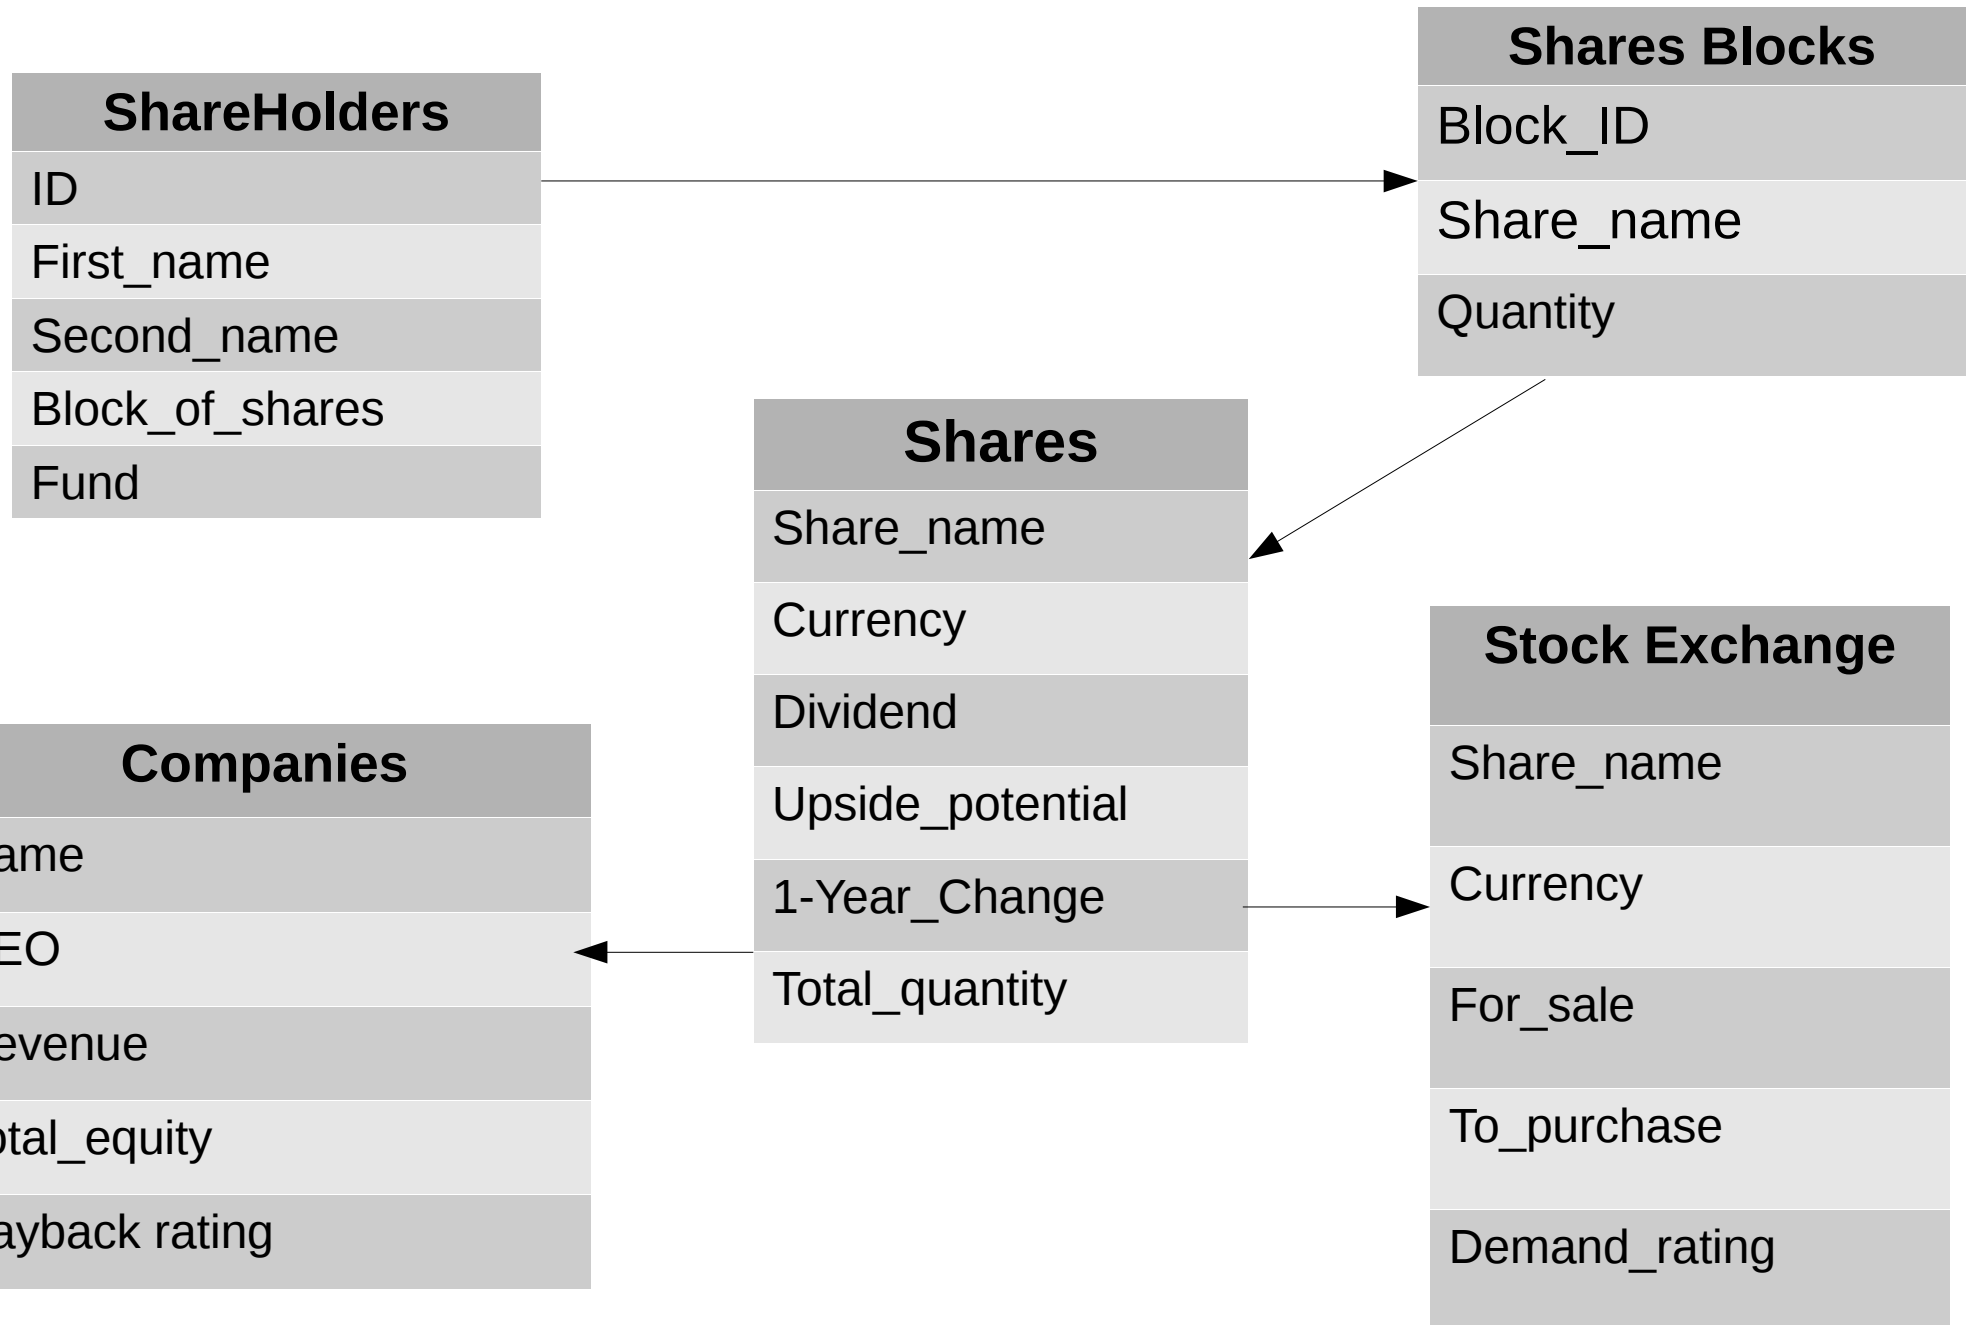 ShareHolders
ID
First_name
Second_name
Block_of_shares
Fund
Shares Blocks
Block_ID
Share_name
Quantity
Shares
Share_name
Currency
Dividend
Upside_potential
1-Year_Change
Total_quantity
Companies
ame
EO
evenue
otal_equity
ayback rating
Stock Exchange
Share_name
Currency
For_sale
To_purchase
Demand_rating